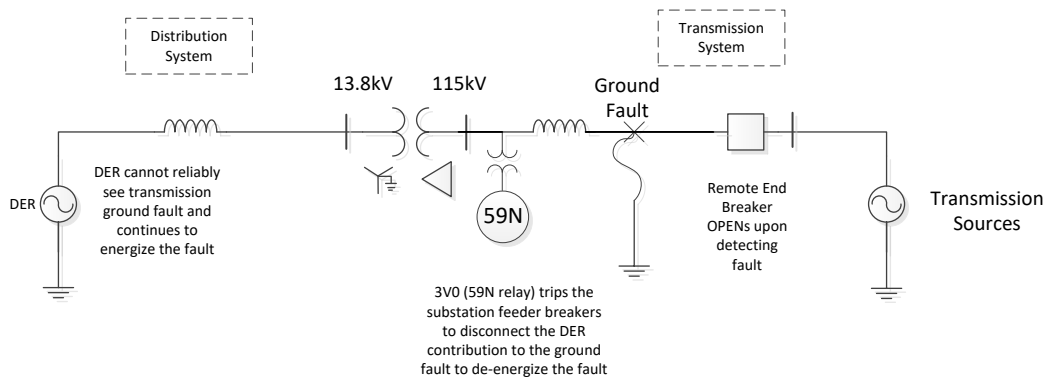 Distribution
System
Transmission
System
13.8kV
115kV
Ground
Fault
DER
DER cannot reliably
see transmission
ground fault and
continues to
energize the fault
59N
Remote End
Breaker
OPENs upon
detecting
fault
Transmission
Sources
3V0 (59N relay) trips the
substation feeder breakers
to disconnect the DER
contribution to the ground
fault to de-energize the fault